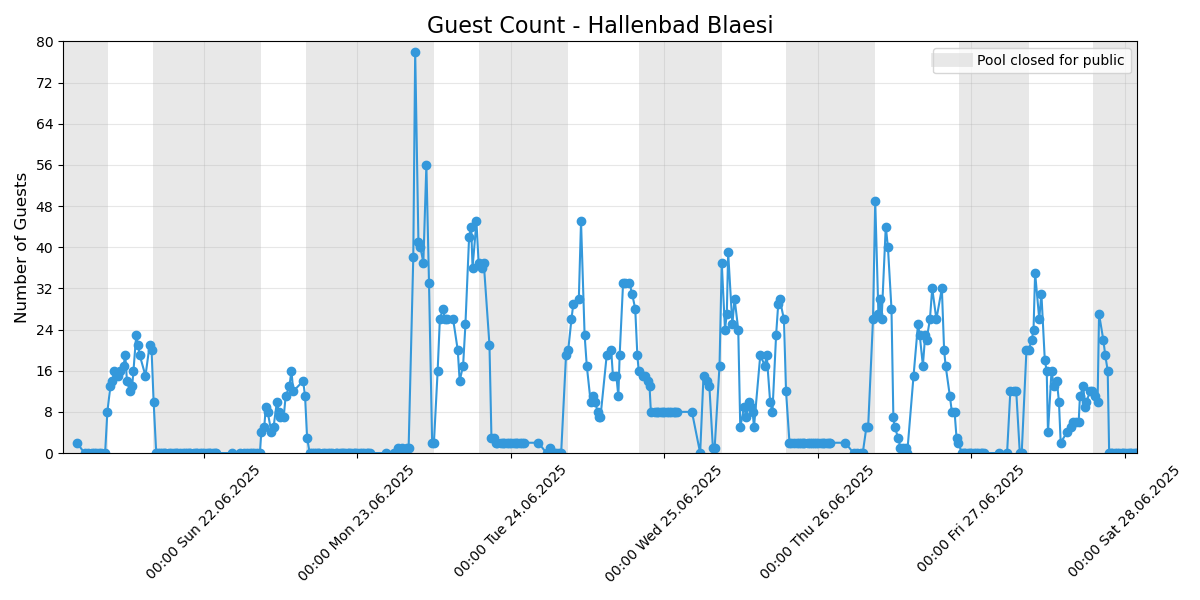 Guest Count - Hallenbad Blaesi
Pool closed for public
Number of Guests
80
72
64
56
48
40
32
24
16
8
0
00:00 Sun 22.06.2025
00:00 Mon 23.06.2025
00:00 Tue 24.06.2025
00:00 Wed 25.06.2025
00:00 Thu 26.06.2025
00:00 Fri 27.06.2025
00:00 Sat 28.06.2025